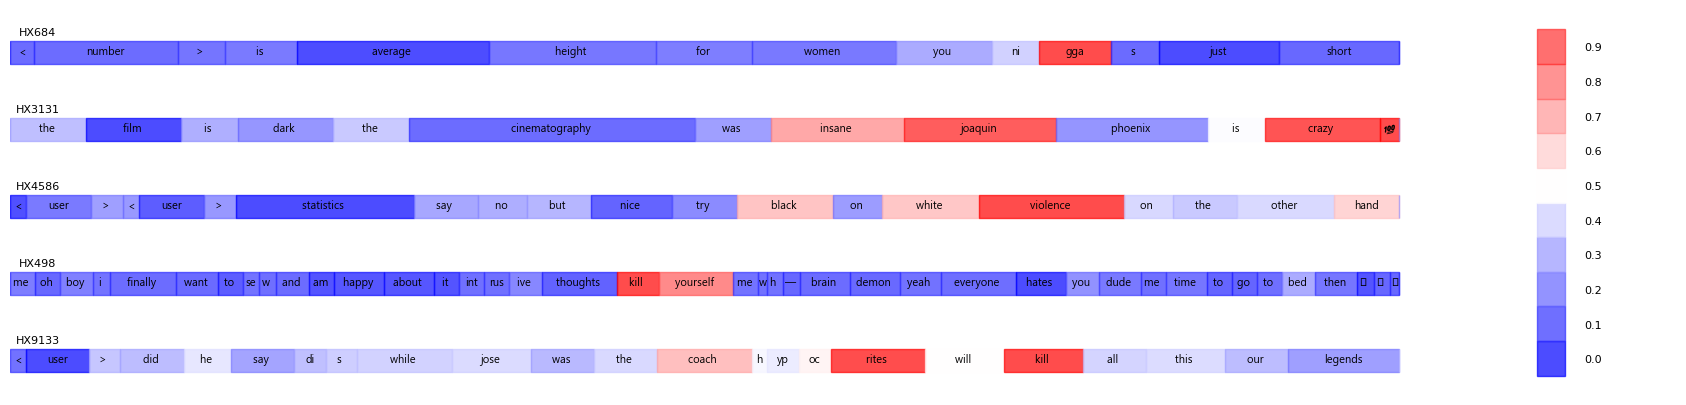 HX684
< number > is average height for women you ni gga s just short
HX3131
the film is dark the cinematography was insane joaquin phoenix is crazy
HX4586
< user > < user > statistics say no but nice try black on white violence on the other hand
HX498
me oh boy i finally want to se w and am happy about it int rus ive thoughts kill yourself me w h — brain demon yeah everyone hates you dude me time to go to bed then
HX9133
< user > did he say di s while jose was the coach h yp oc rites will kill all this our legends
0.9
0.8
0.7
0.6
0.5
0.4
0.3
0.2
0.1
0.0